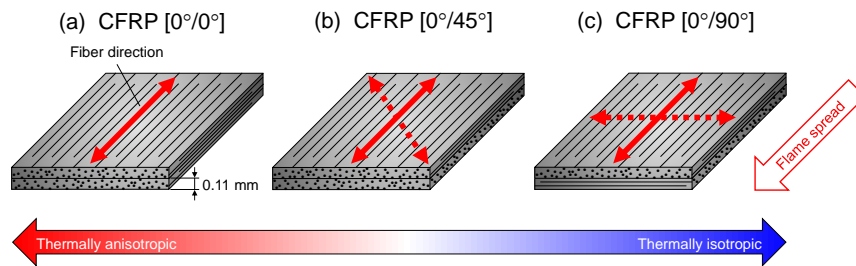 (a) CFRP [0°/0°]
(b) CFRP [0°/45°]
(c) CFRP [0°/90°]
Fiber direction
Flame spread
0.11 mm
Thermally anisotropic
Thermally isotropic